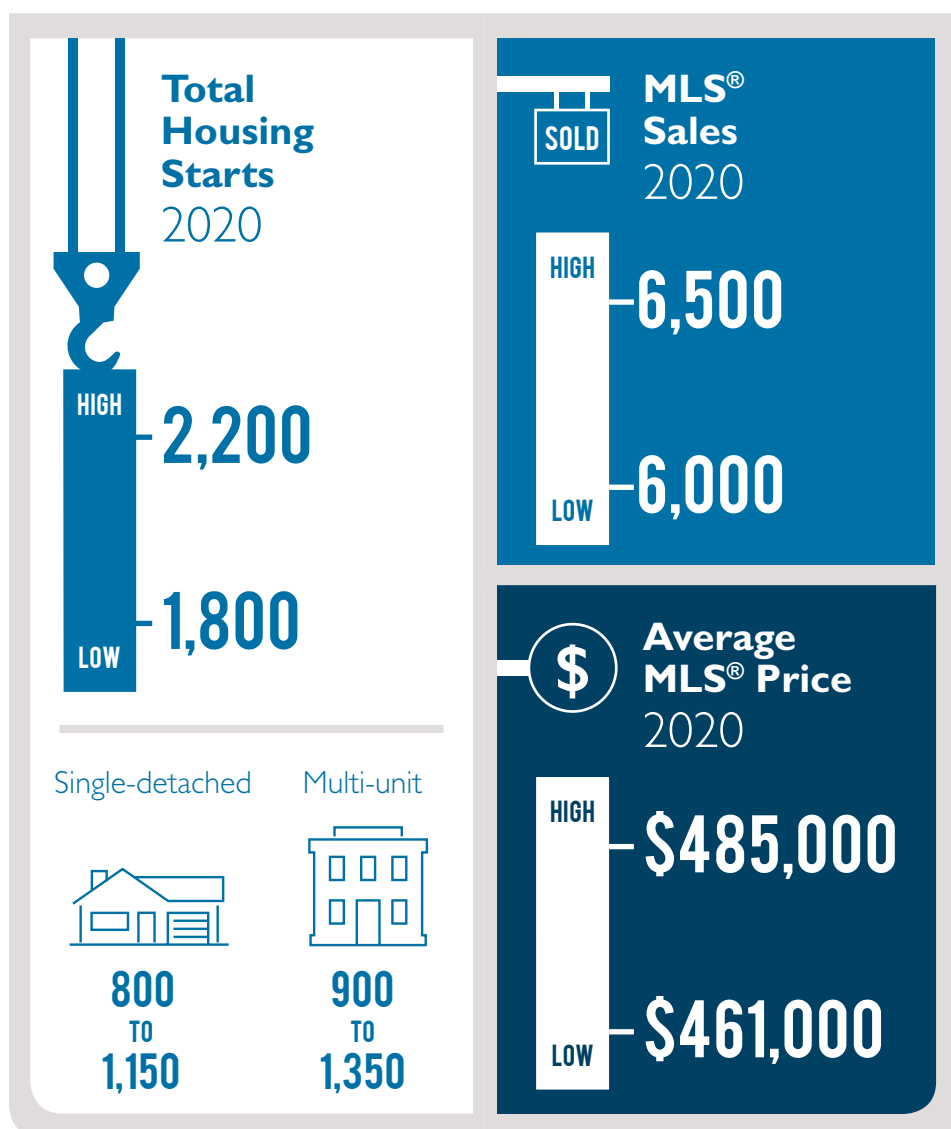 Total
Housing
Starts
2020
HIGH
2,200
1,800
LOW
Single-detached
800
TO
1,150
Multi-unit
900
TO
1,350
SOLD
MLS®
Sales
2020
HIGH
6,500
6,000
LOW
$
Average
MLS® Price
2020
HIGH
$485,000
$461,000
LOW